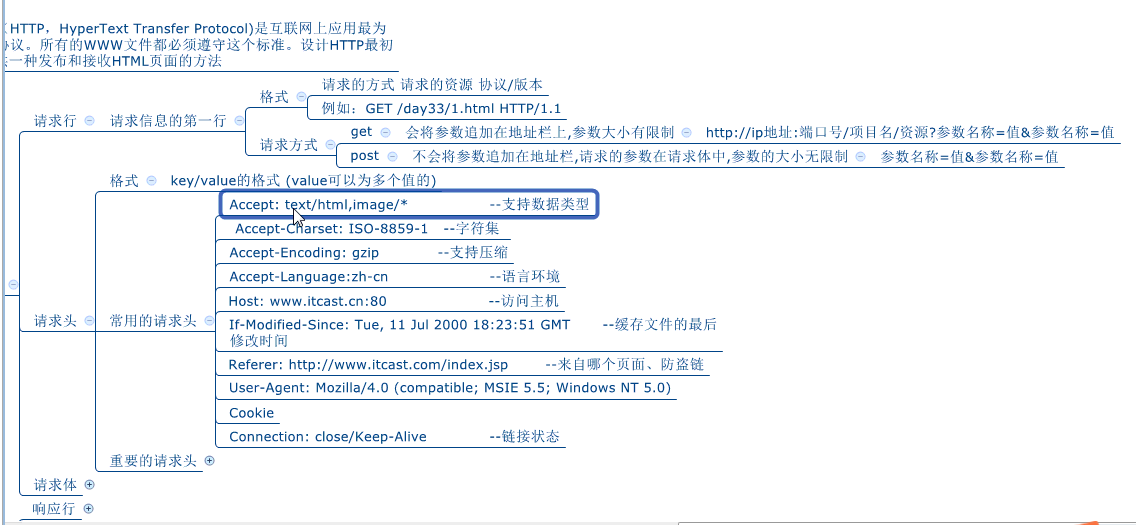 (HTTP，HyperText Transfer Protocol)是互联网上应用最为
协议。所有的WWW文件都必须遵守这个标准。设计HTTP最初
一种发布和接收HTML页面的方法
请求行
请求信息的第一行
格式
请求的方式 请求的资源 协议/版本
例如：GET /day33/1.html HTTP/1.1
请求方式
get
会将参数追加在地址栏上,参数大小有限制
http://ip地址:端口号/项目名/资源?参数名称=值&参数名称=值
post
不会将参数追加在地址栏,请求的参数在请求体中,参数的大小无限制
参数名称=值&参数名称=值
请求头
格式
key/value的格式 (value可以为多个值的)
常用的请求头
Accept: text/html,image/* --支持数据类型
Accept-Charset: ISO-8859-1 --字符集
Accept-Encoding: gzip --支持压缩
Accept-Language:zh-cn --语言环境
Host: www.itcast.cn:80 --访问主机
If-Modified-Since: Tue, 11 Jul 2000 18:23:51 GMT --缓存文件的最后
修改时间
Referer: http://www.itcast.com/index.jsp --来自哪个页面、防盗链
User-Agent: Mozilla/4.0 (compatible; MSIE 5.5; Windows NT 5.0)
Cookie
Connection: close/Keep-Alive --链接状态
重要的请求头
请求体
响应行